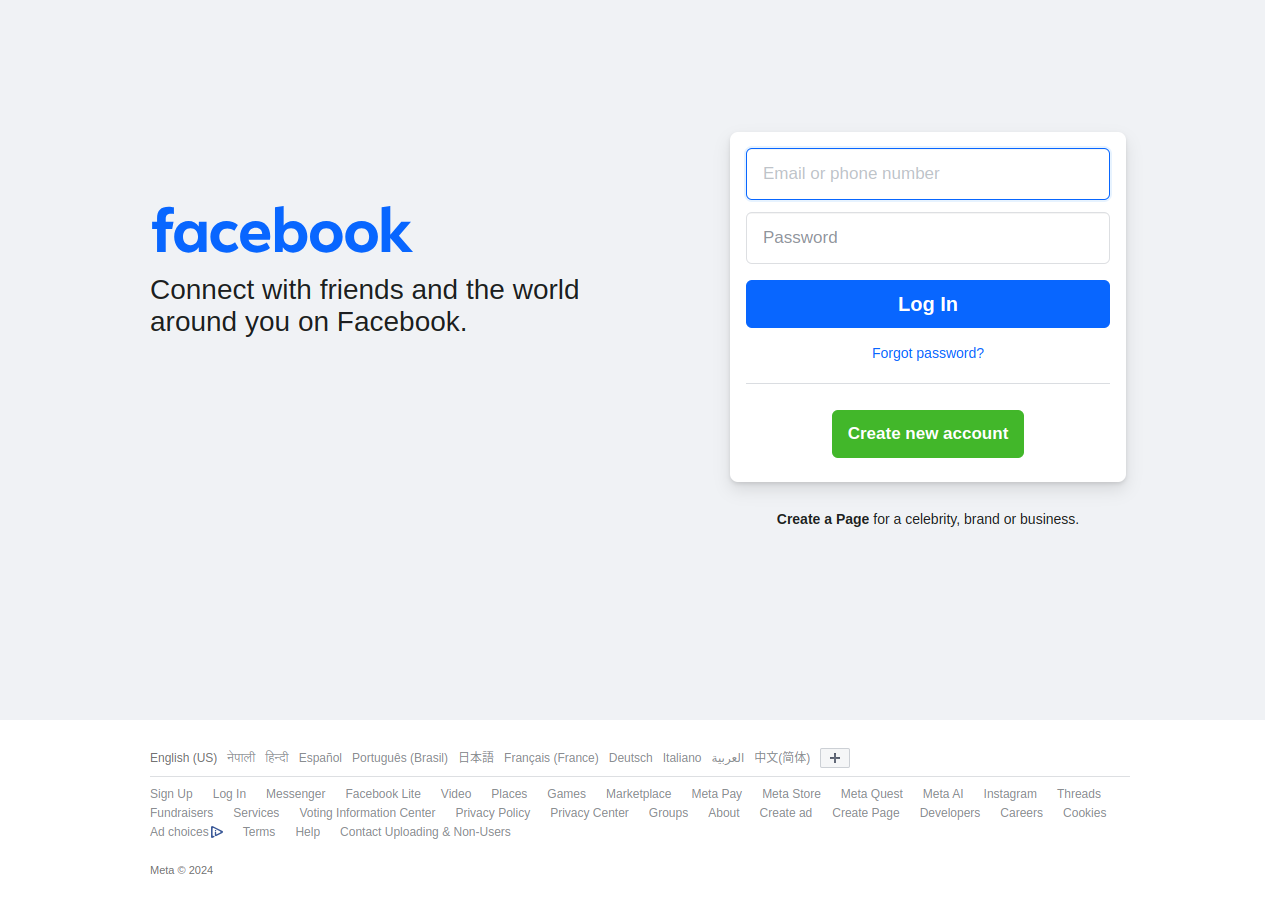 facebook
Connect with friends and the world
around you on Facebook.
Email or phone number
Password
Log In
Forgot password?
Create new account
Create a Page for a celebrity, brand or business.
English (US) नेपाली हिन्दी Español Português (Brasil) 日本語 Français (France) Deutsch Italiano العربية 中文(简体)
Sign Up Log In Messenger Facebook Lite Video Places Games Marketplace Meta Pay Meta Store Meta Quest Meta AI Instagram Threads
Fundraisers Services Voting Information Center Privacy Policy Privacy Center Groups About Create ad Create Page Developers Careers Cookies
Ad choices Terms Help Contact Uploading & Non-Users
Meta © 2024